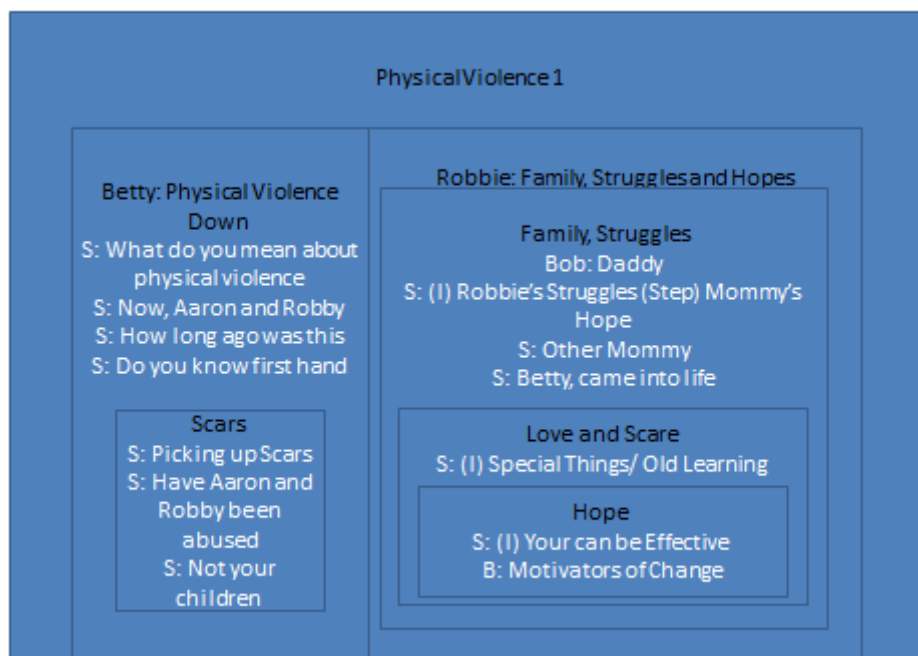 Physical Violence 1
Betty: Physical Violence
Down
S: What do you mean about
physical violence
S: Now, Aaron and Robby
S: How long ago was this
S: Do you know first hand
Scars
S: Picking up Scars
S: Have Aaron and
Robby been
abused
S: Not your
children
Robbie: Family, Struggles and Hopes
Family, Struggles
Bob: Daddy
S: (I) Robbie's Struggles (Step) Mommy's
Hope
S: Other Mommy
S: Betty, came into life
Love and Scare
S: (I) Special Things/ Old Learning
Hope
S: (I) Your can be Effective
B: Motivators of Change